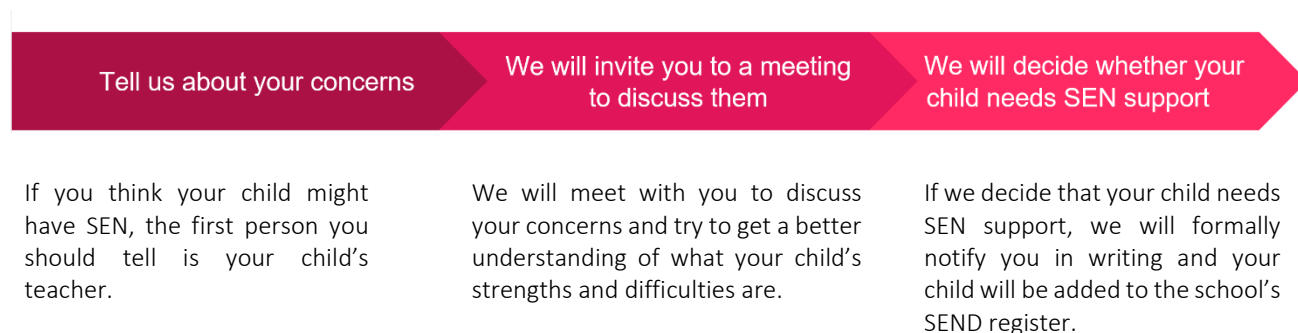 Tell us about your concerns
We will invite you to a meeting
to discuss them
We will decide whether your
child needs SEN support
If you think your child might
have SEN, the first person you
should tell is your child’s
teacher.
We will meet with you to discuss
your concerns and try to get a better
understanding of what your child’s
strengths and difficulties are.
If we decide that your child needs
SEN support, we will formally
notify you in writing and your
child will be added to the school’s
SEND register.